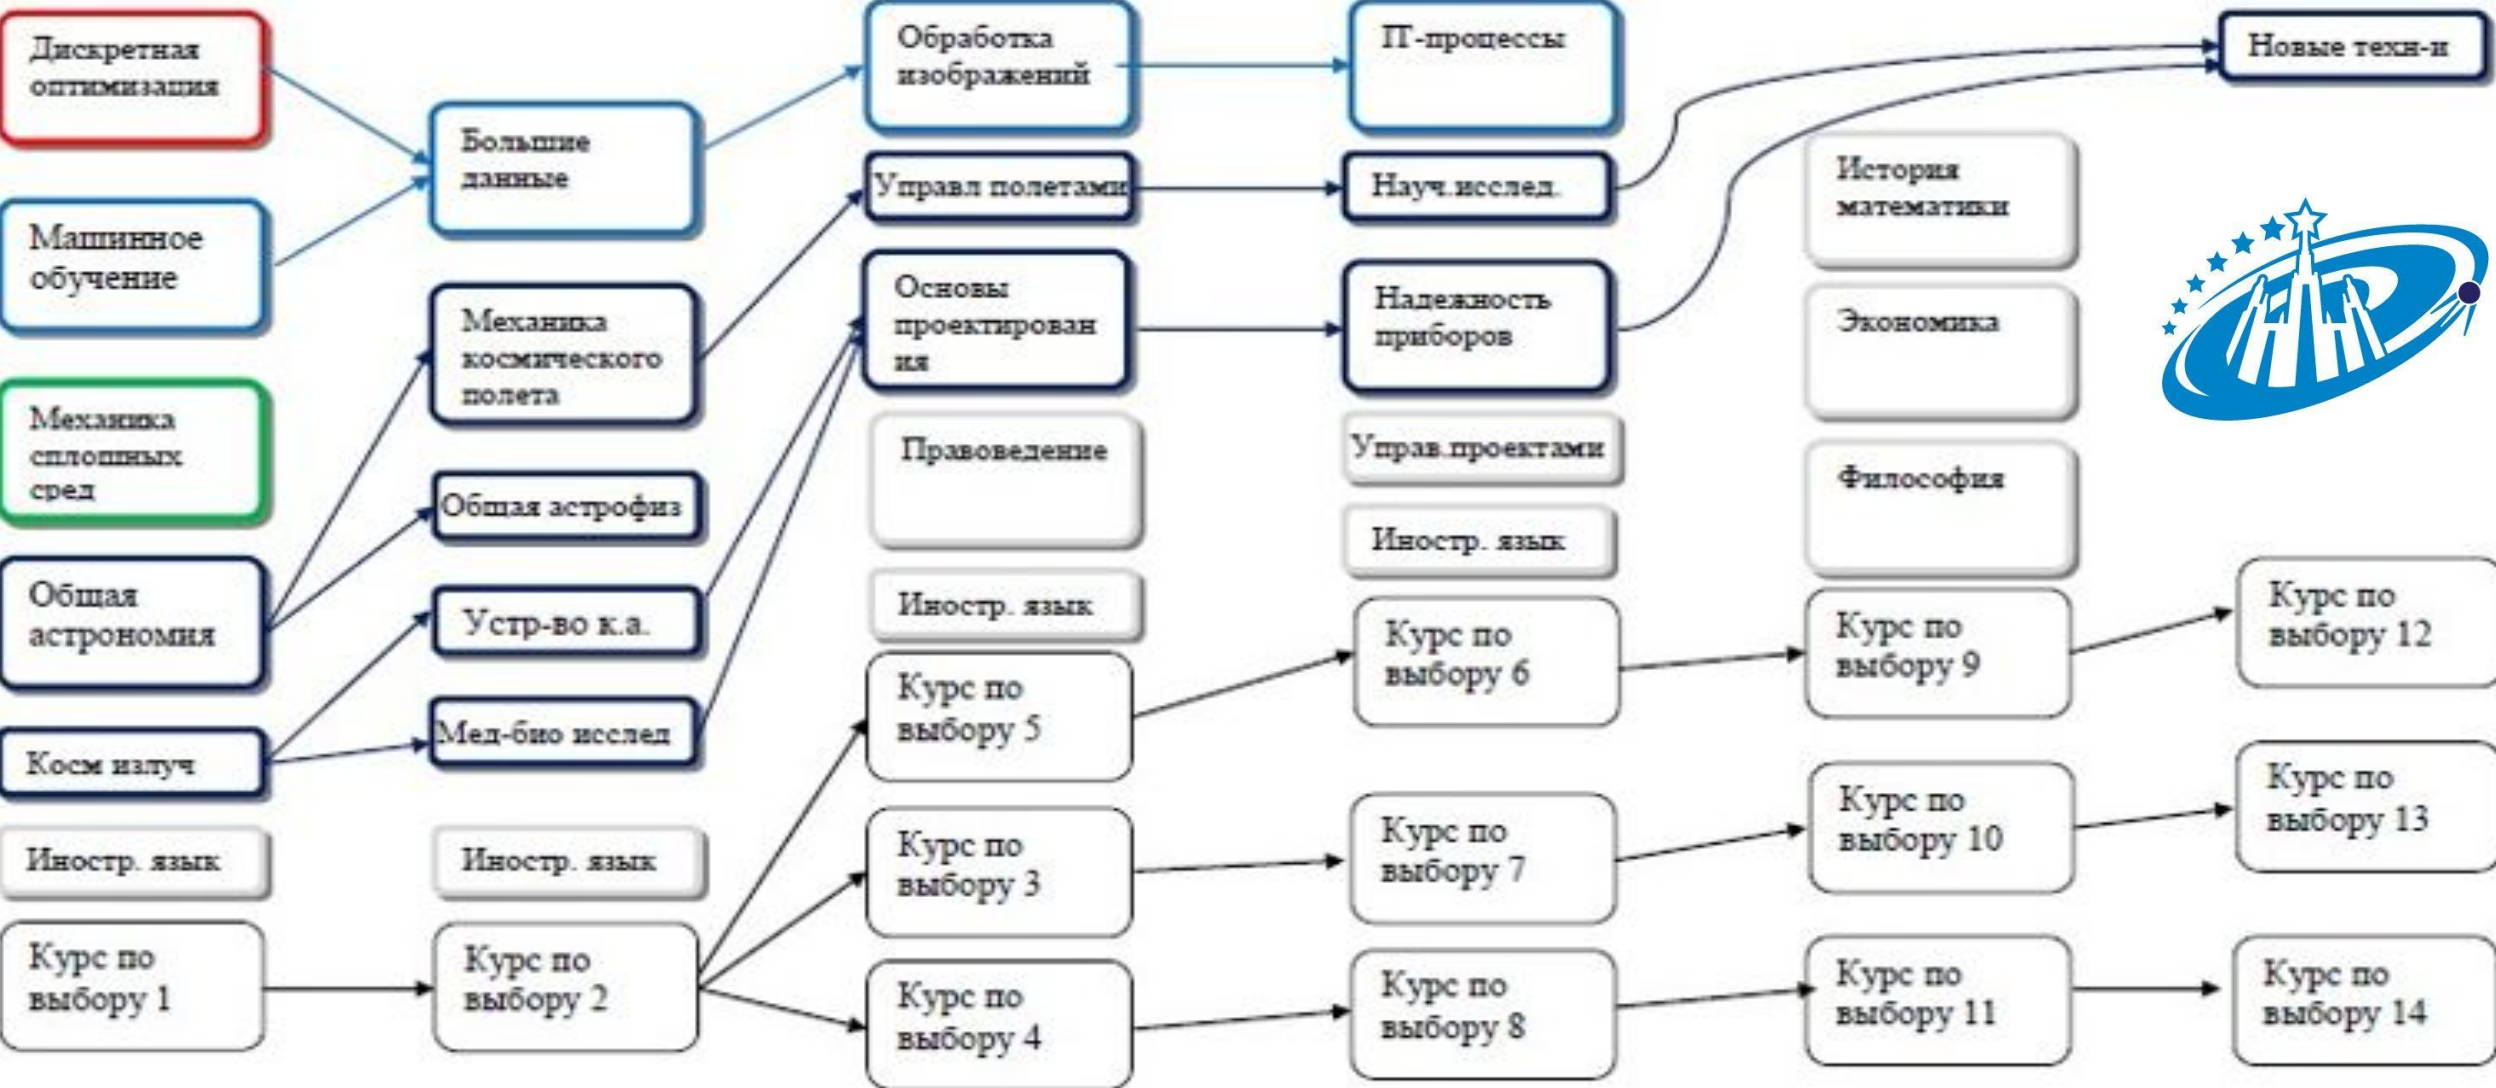 Дискретная
оптимизация
Машинное
обучение
Механика
сплошных
сред
Общая
астрономия
Косм излуч
Иностр. язык
Курс по
выбору 1
Большие
данные
Механика
космического
полета
Общая астрофиз
Устр-во к.а.
Мед-био исслед
Иностр. язык
Курс по
выбору 2
Обработка
изображений
Управл полетами
Основы
проектирован
ия
Правоведение
Иностр. язык
Курс по
выбору 5
Курс по
выбору 3
Курс по
выбору 4
IT-процессы
Науч.исслед.
Надежность
приборов
Управ.проектами
Иностр. язык
Курс по
выбору 6
Курс по
выбору 7
Курс по
выбору 8
История
математики
Экономика
Философия
Курс по
выбору 9
Курс по
выбору 10
Курс по
выбору 11
Новые техн-и
Курс по
выбору 12
Курс по
выбору 13
Курс по
выбору 14